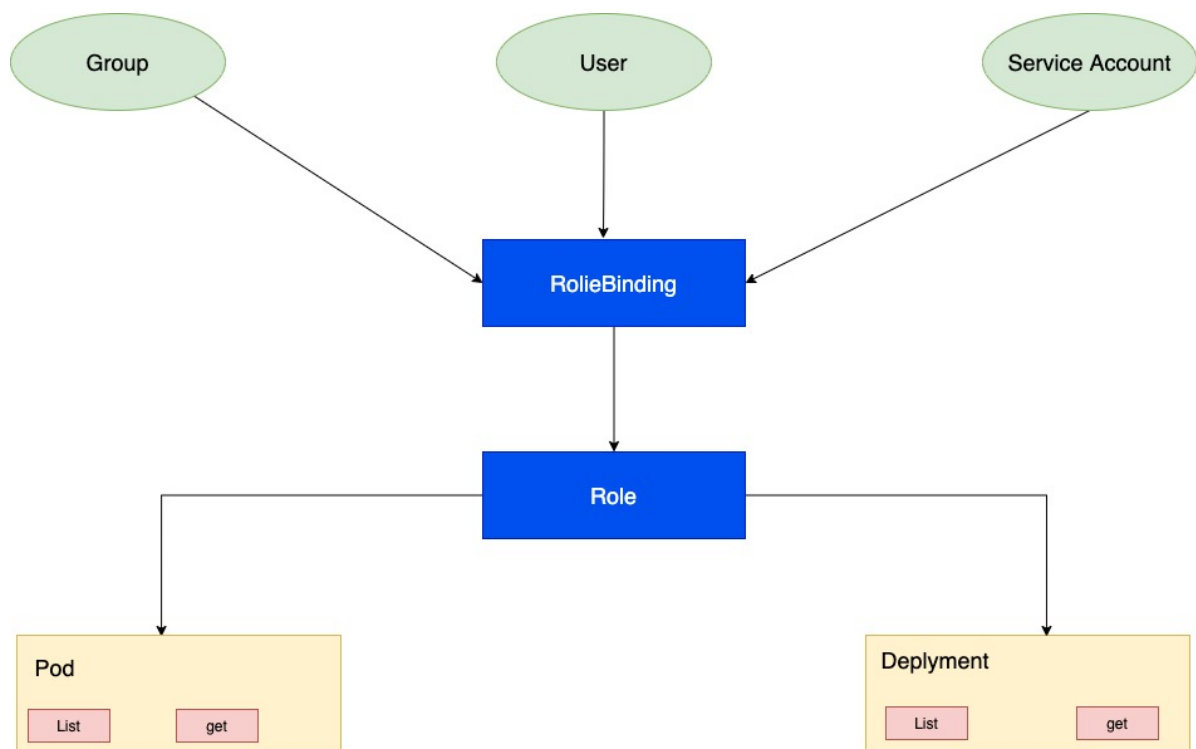 Group
User
Service Account
RolieBinding
Role
Pod
Deplyment
List
get
List
get